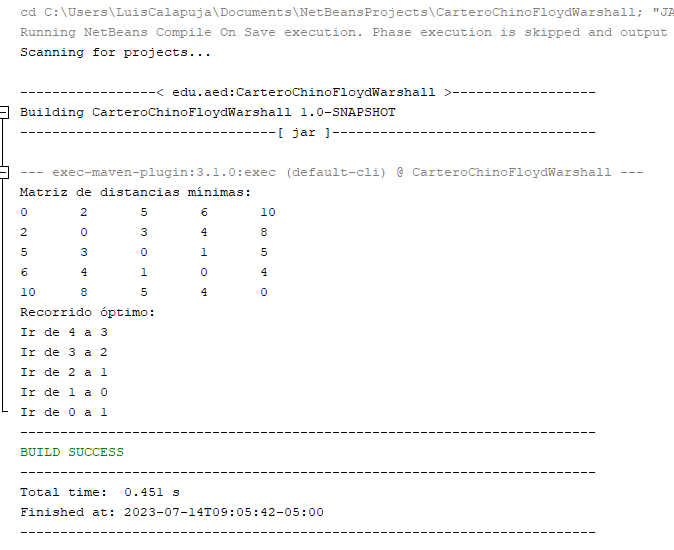 cd C:\Users\LuisCalapuja\Documents\NetBeansProjects\CarteroChinoFloydWarshall; "JA
Running NetBeans Compile On Save execution. Phase execution is skipped and output
Scanning for projects...
-----------------< edu.aed:CarteroChinoFloydWarshall >------------------
Building CarteroChinoFloydWarshall 1.0-SNAPSHOT
--------------------------------[ jar ]---------------------------------
--- exec-maven-plugin:3.1.0:exec (default-cli) @ CarteroChinoFloydWarshall ---
Matriz de distancias mínimas:
0 2 5 6 10
2 0 3 4 8
5 3 0 1 5
6 4 1 0 4
10 8 5 4 0
Recorrido óptimo:
Ir de 4 a 3
Ir de 3 a 2
Ir de 2 a 1
Ir de 1 a 0
Ir de 0 a 1
------------------------------------------------------------------------
BUILD SUCCESS
------------------------------------------------------------------------
Total time:  0.451 s
Finished at: 2023-07-14T09:05:42-05:00
------------------------------------------------------------------------